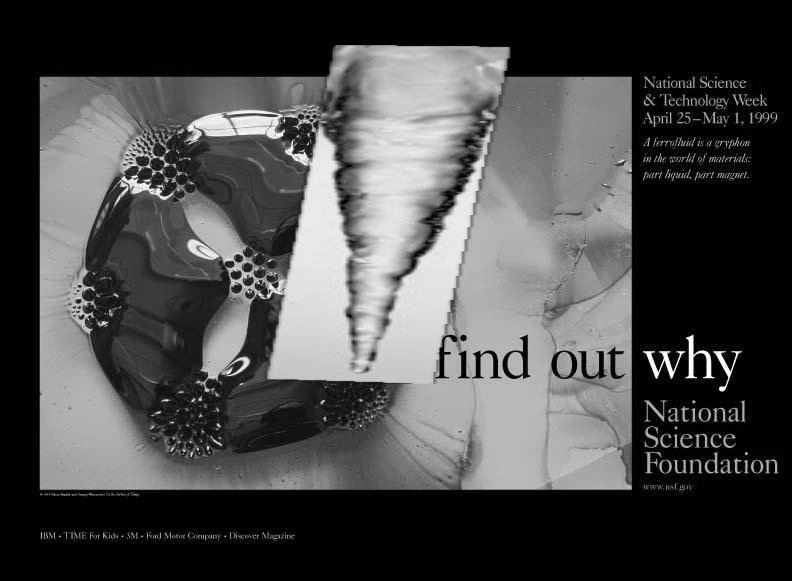 National Science
& Technology Week
April 25–May 1, 1999
A ferrofluid is a gryphon
in the world of materials:
part liquid, part magnet.
find out why
National
Science
Foundation
www.nsf.gov
IBM • TIME For Kids • 3M • Ford Motor Company • Discover Magazine